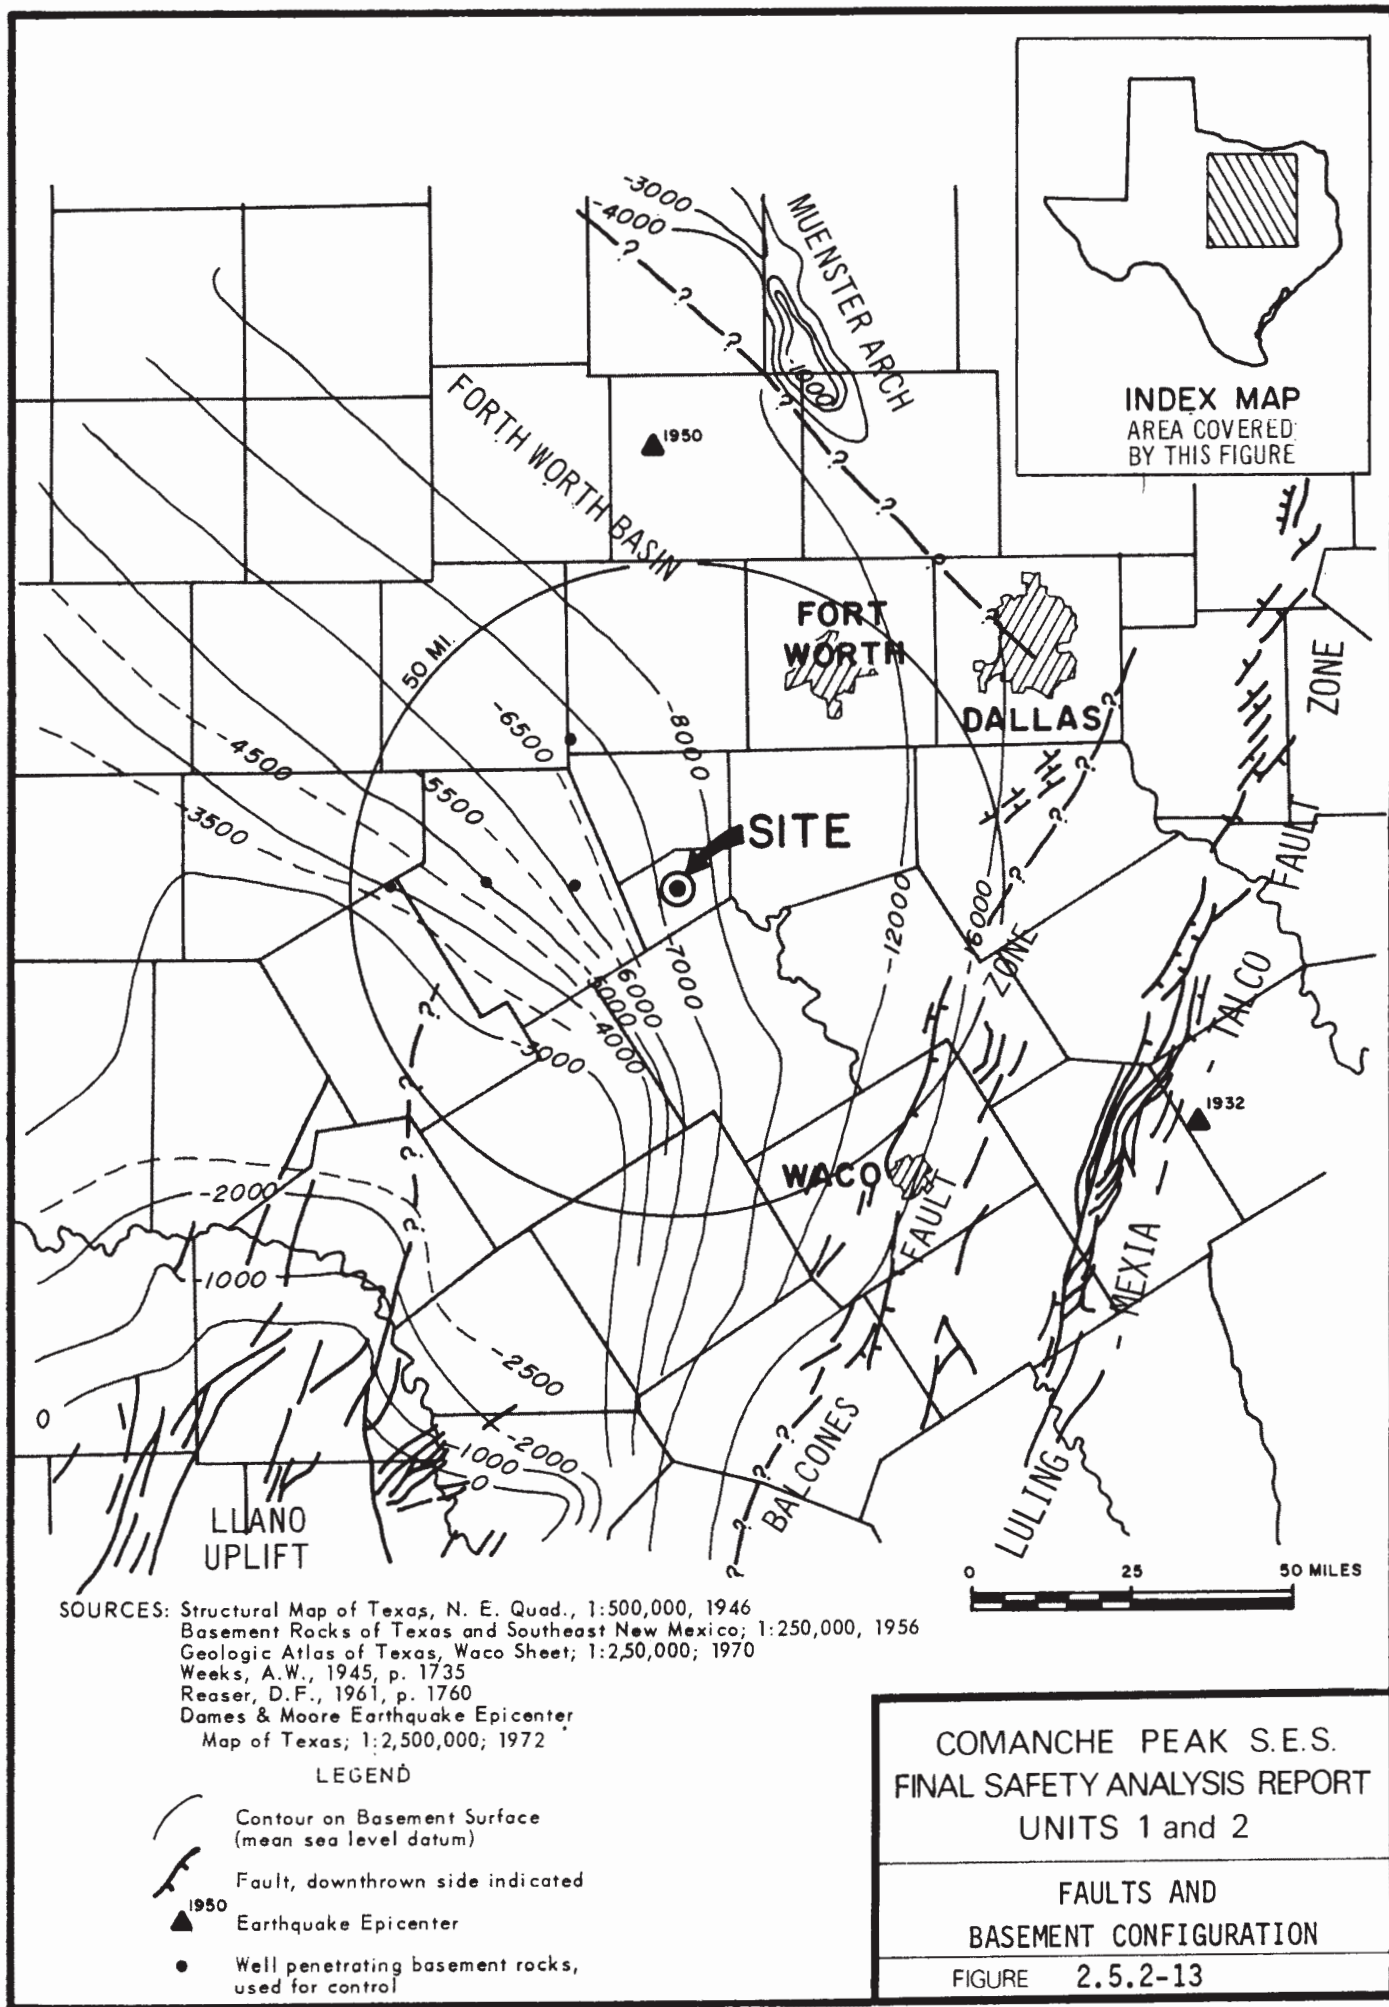 INDEX MAP
AREA COVERED
BY THIS FIGURE
-3000
-4000
MUENSTER ARCH
-1000
?
?
?
?
?
?
FORTH WORTH BASIN
1950
50 MI.
FORT
WORTH
?
DALLAS
?
ZONE
-8000
-6500
-4500
5500
-3500
?
?
SITE
?
FAULT
-12000
-6000
ZONE
-7000
6000
5000
-4000
-3000
TALCO
?
?
?
?
1932
WACO
FAULT
-2000
-1000
MEXIA
-2500
0
-2000
-1000
0
BALCONES
?
?
?
?
LULING
LLANO
UPLIFT
0 25 50 MILES
SOURCES: Structural Map of Texas, N. E. Quad., 1:500,000, 1946
Basement Rocks of Texas and Southeast New Mexico; 1:250,000, 1956
Geologic Atlas of Texas, Waco Sheet; 1:2,50,000; 1970
Weeks, A.W., 1945, p. 1735
Reaser, D.F., 1961, p. 1760
Dames & Moore Earthquake Epicenter
Map of Texas; 1:2,500,000; 1972
LEGEND
Contour on Basement Surface
(mean sea level datum)
Fault, downthrown side indicated
1950
Earthquake Epicenter
Well penetrating basement rocks,
used for control
COMANCHE PEAK S.E.S.
FINAL SAFETY ANALYSIS REPORT
UNITS 1 and 2
FAULTS AND
BASEMENT CONFIGURATION
FIGURE 2.5.2-13